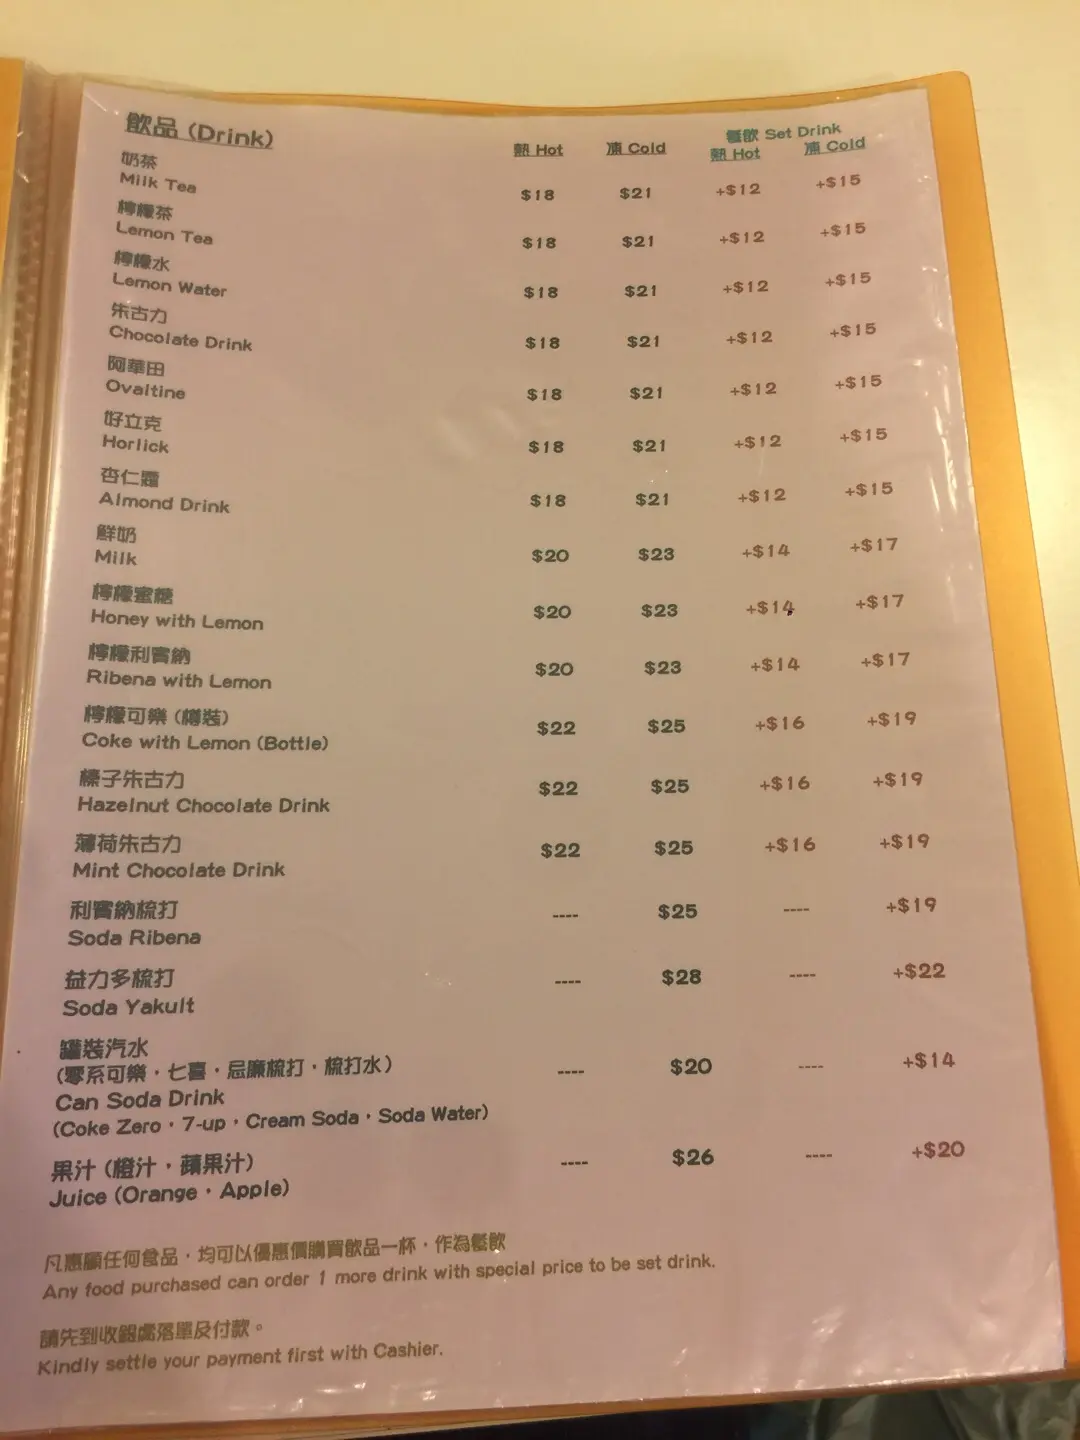 飲品 (Drink)
餐飲 Set Drink
熱 Hot 凍 Cold 熱 Hot 凍 Cold
奶茶
Milk Tea $18 $21 +$12 +$15
檸檬茶
Lemon Tea $18 $21 +$12 +$15
檸檬水
Lemon Water $18 $21 +$12 +$15
朱古力
Chocolate Drink $18 $21 +$12 +$15
阿華田
Ovaltine $18 $21 +$12 +$15
好立克
Horlick $18 $21 +$12 +$15
杏仁霜
Almond Drink $18 $21 +$12 +$15
鮮奶
Milk $20 $23 +$14 +$17
檸檬蜜糖
Honey with Lemon $20 $23 +$14 +$17
檸檬利賓納
Ribena with Lemon $20 $23 +$14 +$17
檸檬可樂 (樽裝)
Coke with Lemon (Bottle) $22 $25 +$16 +$19
榛子朱古力
Hazelnut Chocolate Drink $22 $25 +$16 +$19
薄荷朱古力
Mint Chocolate Drink $22 $25 +$16 +$19
利賓納梳打
Soda Ribena ---- $25 ---- +$19
益力多梳打
Soda Yakult ---- $28 ---- +$22
罐裝汽水
(零系可樂，七喜，忌廉梳打，梳打水)
Can Soda Drink ---- $20 ---- +$14
(Coke Zero，7-up，Cream Soda，Soda Water)
果汁 (橙汁，蘋果汁)
Juice (Orange，Apple) ---- $26 ---- +$20
凡惠顧任何食品，均可以優惠價購買飲品一杯，作為餐飲
Any food purchased can order 1 more drink with special price to be set drink.
請先到收銀處落單及付款。
Kindly settle your payment first with Cashier.